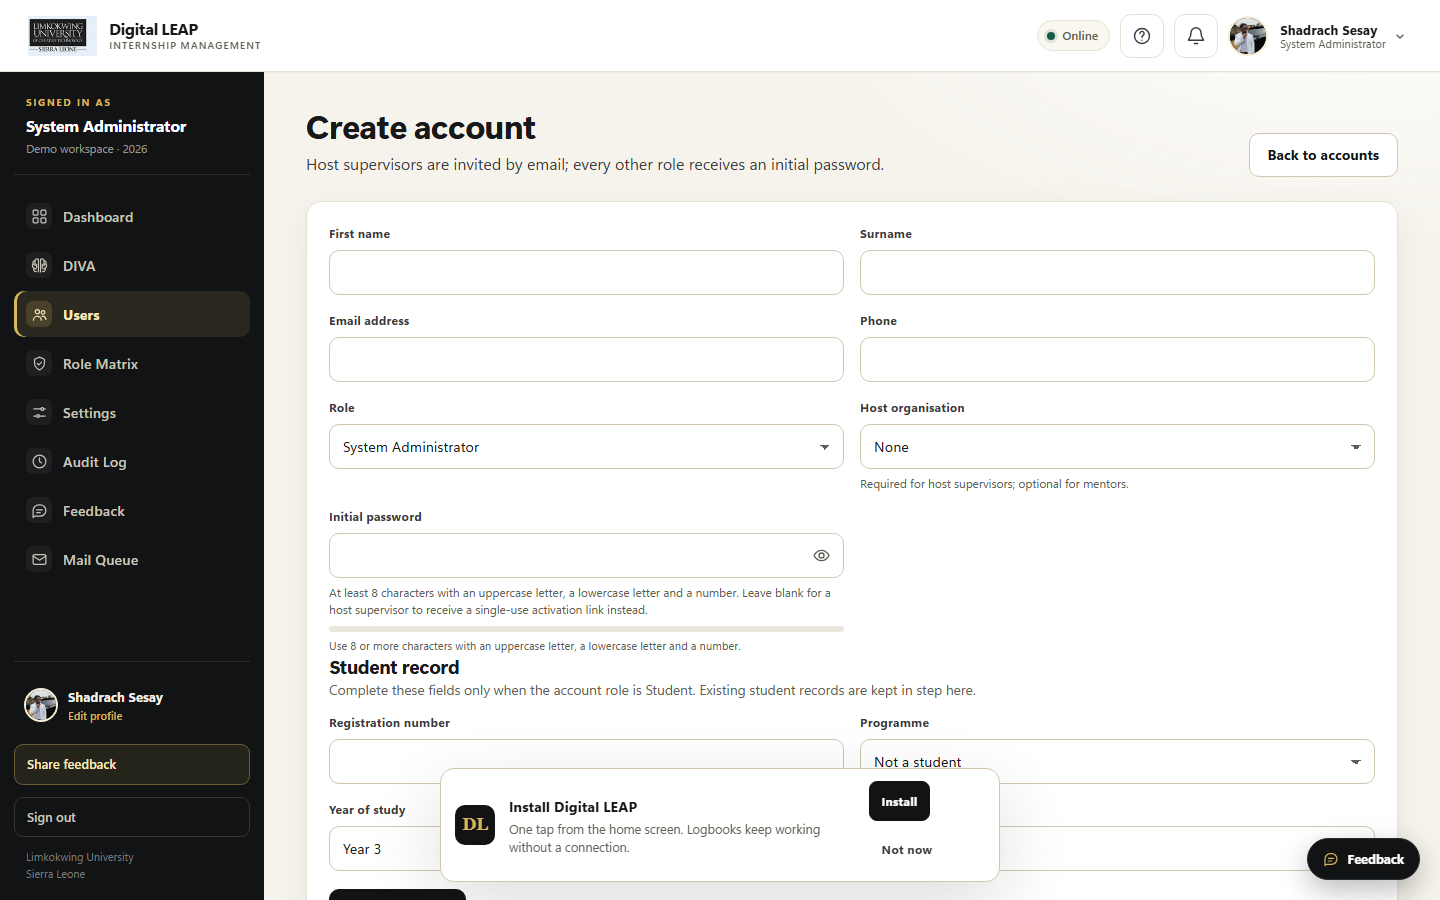 LIMKOKWING
UNIVERSITY
OF CREATIVE TECHNOLOGY
SIERRA LEONE
Digital LEAP
INTERNSHIP MANAGEMENT
Online
Shadrach Sesay
System Administrator
SIGNED IN AS
System Administrator
Demo workspace · 2026
Dashboard
DIVA
Users
Role Matrix
Settings
Audit Log
Feedback
Mail Queue
Shadrach Sesay
Edit profile
Share feedback
Sign out
Limkokwing University
Sierra Leone
Create account
Host supervisors are invited by email; every other role receives an initial password.
Back to accounts
First name
Surname
Email address
Phone
Role
Host organisation
System Administrator
None
Required for host supervisors; optional for mentors.
Initial password
At least 8 characters with an uppercase letter, a lowercase letter and a number. Leave blank for a
host supervisor to receive a single-use activation link instead.
Use 8 or more characters with an uppercase letter, a lowercase letter and a number.
Student record
Complete these fields only when the account role is Student. Existing student records are kept in step here.
Registration number
Programme
Not a student
Year of study
Year 3
DL
Install Digital LEAP
One tap from the home screen. Logbooks keep working
without a connection.
Install
Not now
Feedback